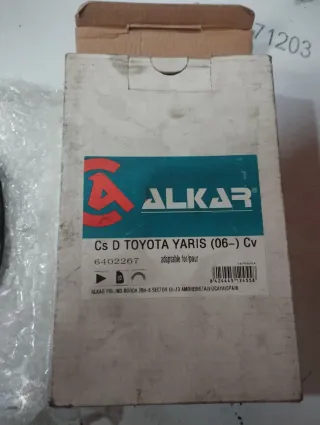 71203
ALKAR®
Cs D TOYOTA YARIS (06-) Cv
6402267
adaptable for/pour